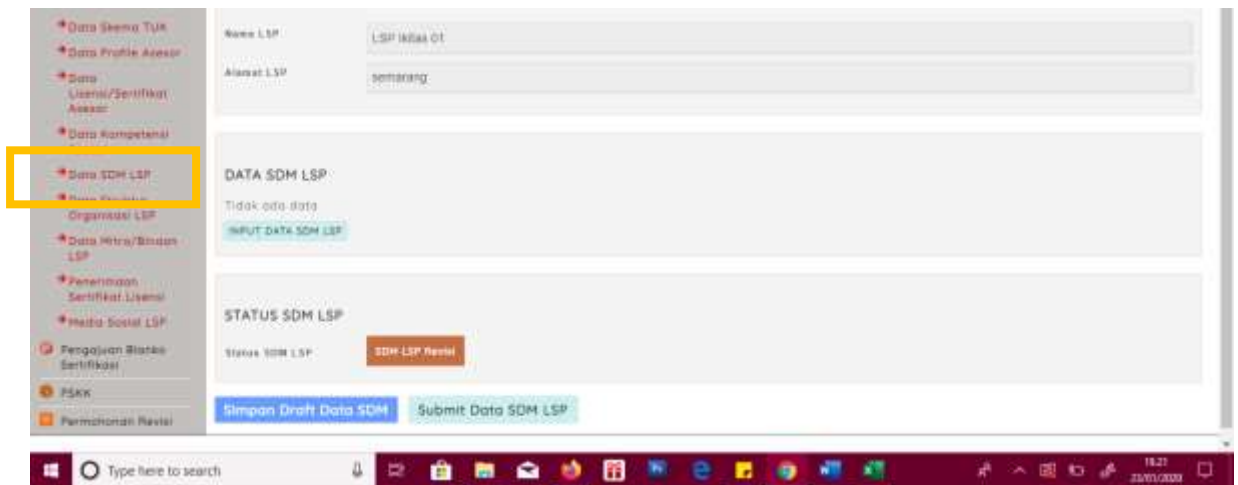 Data Skema TUK
Data Profile Asesor
Data
Lisensi/Sertifikat
Asesor
Data Kompetensi
Data SDM LSP
Data Struktur
Organisasi LSP
Data Mitra/Binaan
LSP
Penerimaan
Sertifikat Lisensi
Media Sosial LSP
Pengajuan Blanko
Sertifikasi
PSKK
Permohonan Revisi
Nama LSP
LSP ikitas 01
Alamat LSP
semarang
DATA SDM LSP
Tidak ada data
INPUT DATA SDM LSP
STATUS SDM LSP
Status SDM LSP
SDM LSP Revisi
Simpan Draft Data SDM
Submit Data SDM LSP
Type here to search